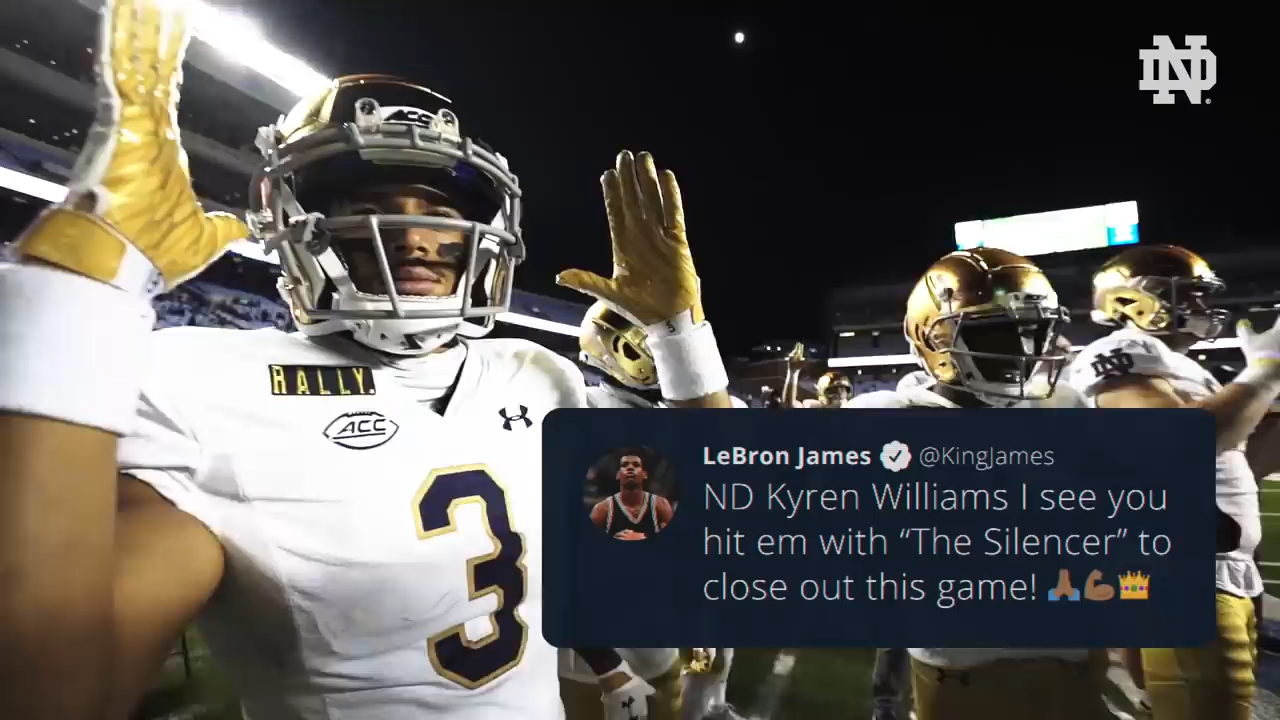 ND
ACC
RALLY.
ACC
3
ND
LeBron James @KingJames
ND Kyren Williams I see you
hit em with “The Silencer” to
close out this game! 🙏🏾💪🏾👑